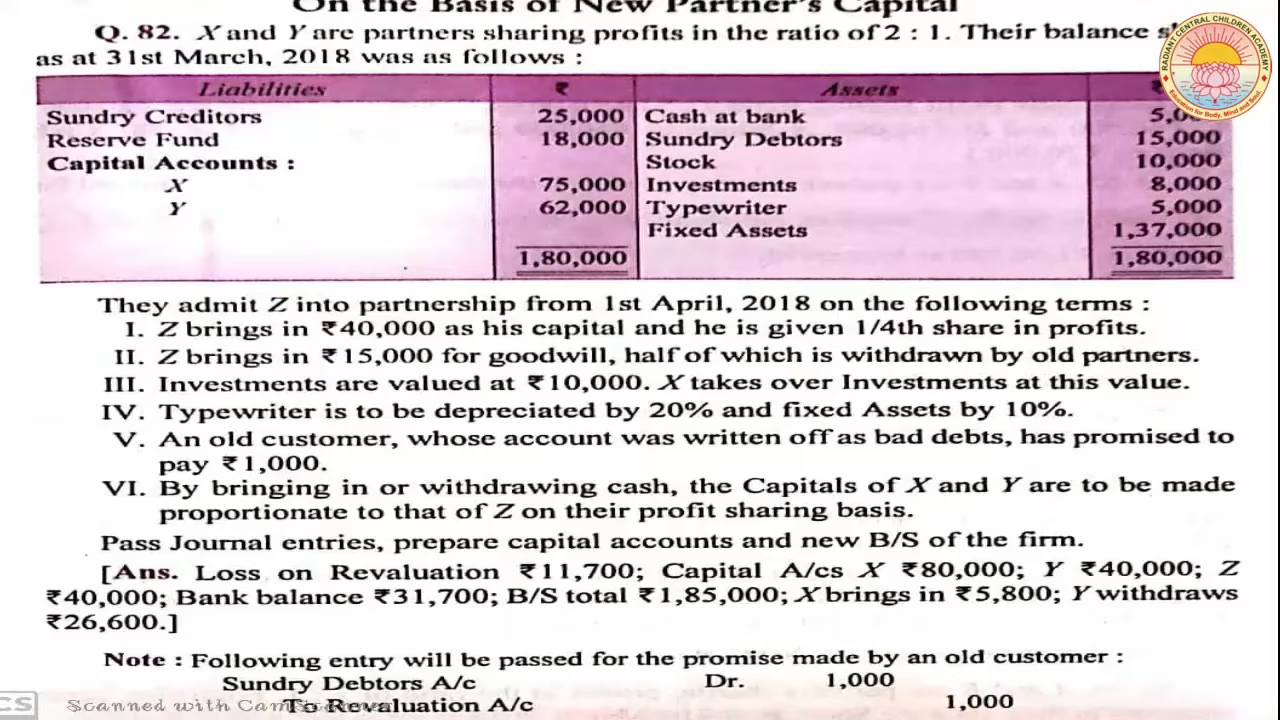 On the Basis of New Partner's Capital
Q. 82. X and Y are partners sharing profits in the ratio of 2 : 1. Their balance
as at 31st March, 2018 was as follows :
Liabilities ₹ Assets ₹
Sundry Creditors 25,000 Cash at bank
Reserve Fund 18,000 Sundry Debtors 15,000
Capital Accounts : Stock 10,000
X 75,000 Investments 8,000
Y 62,000 Typewriter 5,000
Fixed Assets 1,37,000
1,80,000 1,80,000
They admit Z into partnership from 1st April, 2018 on the following terms :
I. Z brings in ₹40,000 as his capital and he is given 1/4th share in profits.
II. Z brings in ₹15,000 for goodwill, half of which is withdrawn by old partners.
III. Investments are valued at ₹10,000. X takes over Investments at this value.
IV. Typewriter is to be depreciated by 20% and fixed Assets by 10%.
V. An old customer, whose account was written off as bad debts, has promised to
pay ₹1,000.
VI. By bringing in or withdrawing cash, the Capitals of X and Y are to be made
proportionate to that of Z on their profit sharing basis.
Pass Journal entries, prepare capital accounts and new B/S of the firm.
[Ans. Loss on Revaluation ₹11,700; Capital A/cs X ₹80,000; Y ₹40,000; Z
₹40,000; Bank balance ₹31,700; B/S total ₹1,85,000; X brings in ₹5,800; Y withdraws
₹26,600.]
Note : Following entry will be passed for the promise made by an old customer :
Sundry Debtors A/c Dr. 1,000
To Revaluation A/c 1,000
CS Scanned with CamScanner
RADIANT CENTRAL CHILDREN ACADEMY
Education for Body, Mind and Soul